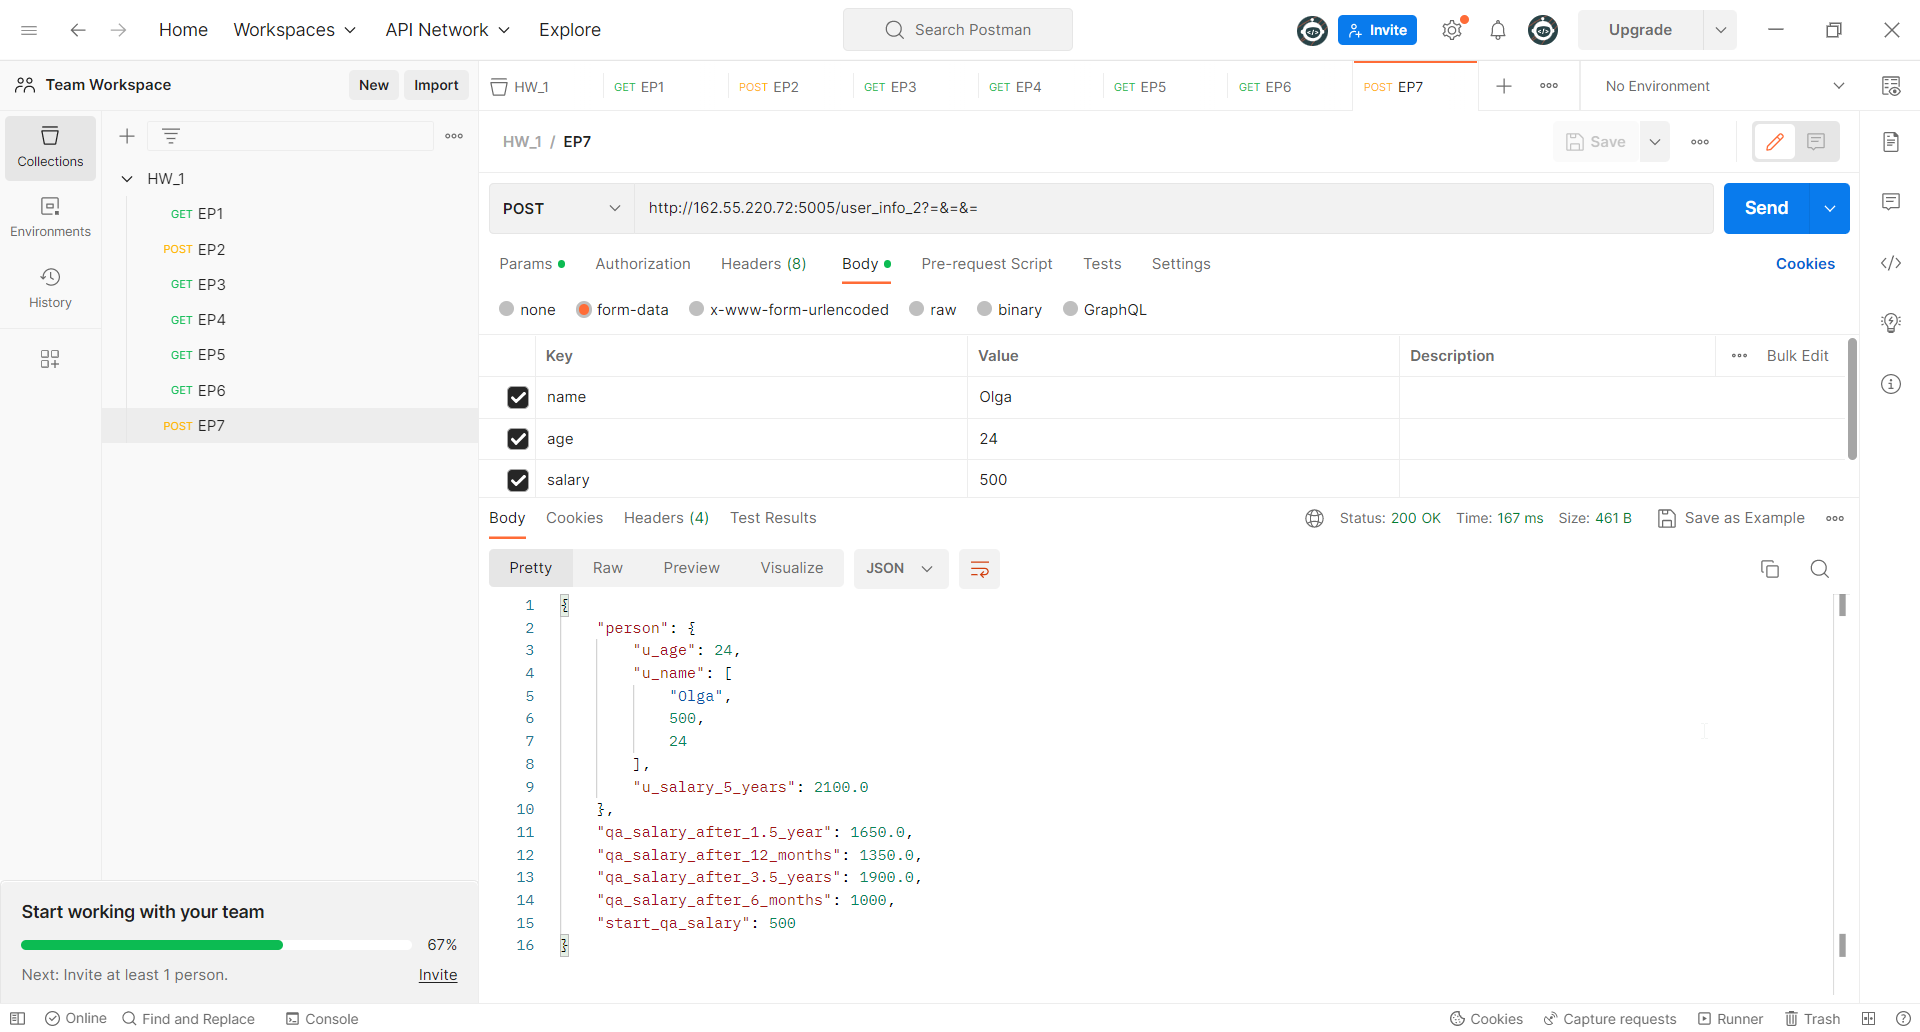 Home Workspaces API Network Explore Search Postman Invite Upgrade
Team Workspace New Import HW_1 GET EP1 POST EP2 GET EP3 GET EP4 GET EP5 GET EP6 POST EP7 No Environment
Collections
Environments
History
HW_1
GET EP1
POST EP2
GET EP3
GET EP4
GET EP5
GET EP6
POST EP7
HW_1 / EP7 Save
POST http://162.55.220.72:5005/user_info_2?=&=&= Send
Params Authorization Headers (8) Body Pre-request Script Tests Settings Cookies
none form-data x-www-form-urlencoded raw binary GraphQL
Key Value Description Bulk Edit
name Olga
age 24
salary 500
Body Cookies Headers (4) Test Results Status: 200 OK Time: 167 ms Size: 461 B Save as Example
Pretty Raw Preview Visualize JSON
1 {
2 "person": {
3 "u_age": 24,
4 "u_name": [
5 "Olga",
6 500,
7 24
8 ],
9 "u_salary_5_years": 2100.0
10 },
11 "qa_salary_after_1.5_year": 1650.0,
12 "qa_salary_after_12_months": 1350.0,
13 "qa_salary_after_3.5_years": 1900.0,
14 "qa_salary_after_6_months": 1000,
15 "start_qa_salary": 500
16 }
Start working with your team
67%
Next: Invite at least 1 person. Invite
Online Find and Replace Console Cookies Capture requests Runner Trash